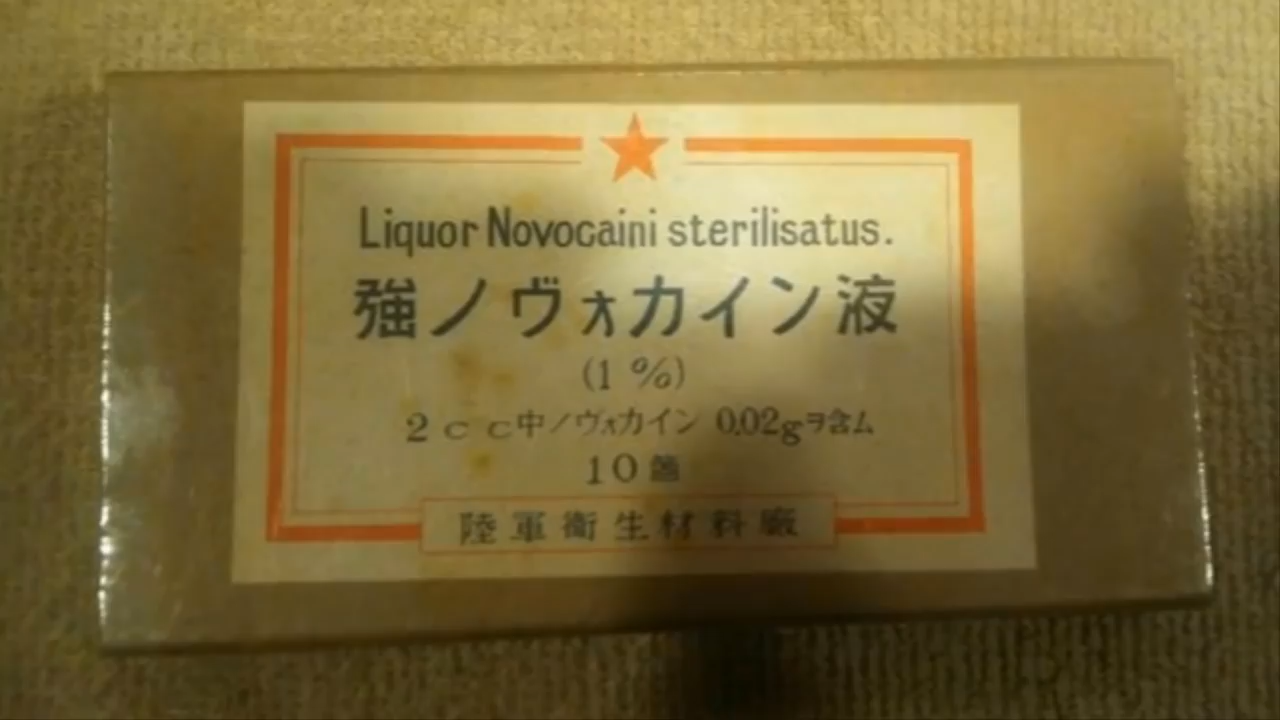 Liquor Novocaini sterilisatus.
強ノヴォカイン液
(1 %)
2cc中ノヴォカイン 0.02gヲ含ム
10箇
陸軍衛生材料廠